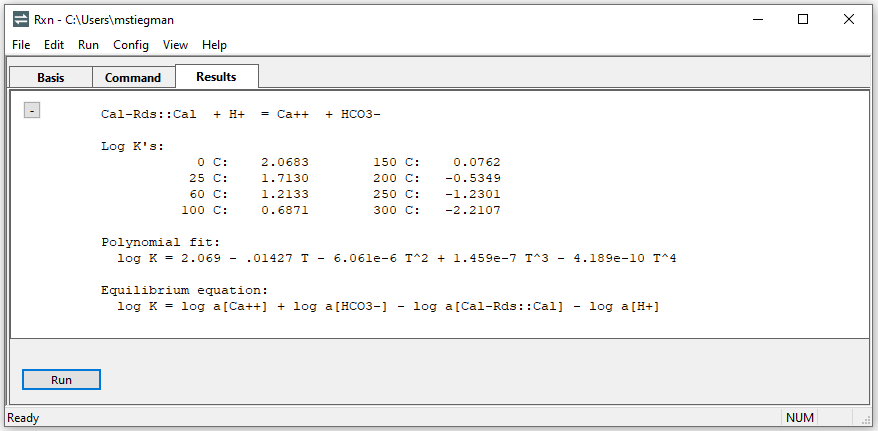 Rxn - C:\Users\mstiegman
File Edit Run Config View Help
Basis Command Results
-
Cal-Rds::Cal + H+ = Ca++ + HCO3-
Log K's:
0 C: 2.0683 150 C: 0.0762
25 C: 1.7130 200 C: -0.5349
60 C: 1.2133 250 C: -1.2301
100 C: 0.6871 300 C: -2.2107
Polynomial fit:
log K = 2.069 - .01427 T - 6.061e-6 T^2 + 1.459e-7 T^3 - 4.189e-10 T^4
Equilibrium equation:
log K = log a[Ca++] + log a[HCO3-] - log a[Cal-Rds::Cal] - log a[H+]
Run
Ready NUM